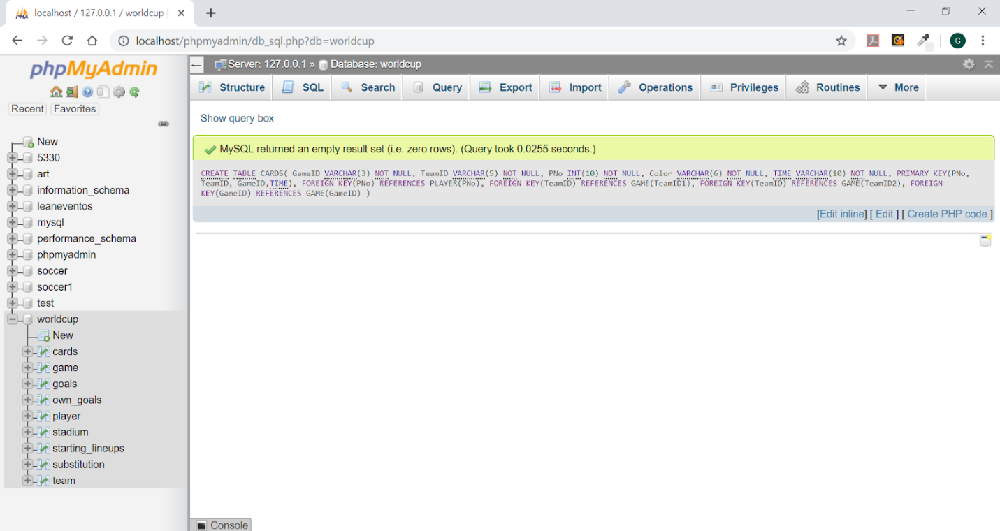 PMA localhost / 127.0.0.1 / worldcup |
localhost/phpmyadmin/db_sql.php?db=worldcup
G
phpMyAdmin
Recent Favorites
New
5330
art
information_schema
leaneventos
mysql
performance_schema
phpmyadmin
soccer
soccer1
test
worldcup
New
cards
game
goals
own_goals
player
stadium
starting_lineups
substitution
team
Server: 127.0.0.1 » Database: worldcup
Structure SQL Search Query Export Import Operations Privileges Routines More
Show query box
MySQL returned an empty result set (i.e. zero rows). (Query took 0.0255 seconds.)
CREATE TABLE CARDS( GameID VARCHAR(3) NOT NULL, TeamID VARCHAR(5) NOT NULL, PNo INT(10) NOT NULL, Color VARCHAR(6) NOT NULL, TIME VARCHAR(10) NOT NULL, PRIMARY KEY(PNo,
TeamID, GameID,TIME), FOREIGN KEY(PNo) REFERENCES PLAYER(PNo), FOREIGN KEY(TeamID) REFERENCES GAME(TeamID1), FOREIGN KEY(TeamID) REFERENCES GAME(TeamID2), FOREIGN
KEY(GameID) REFERENCES GAME(GameID) )
[Edit inline] [ Edit ] [ Create PHP code ]
Console